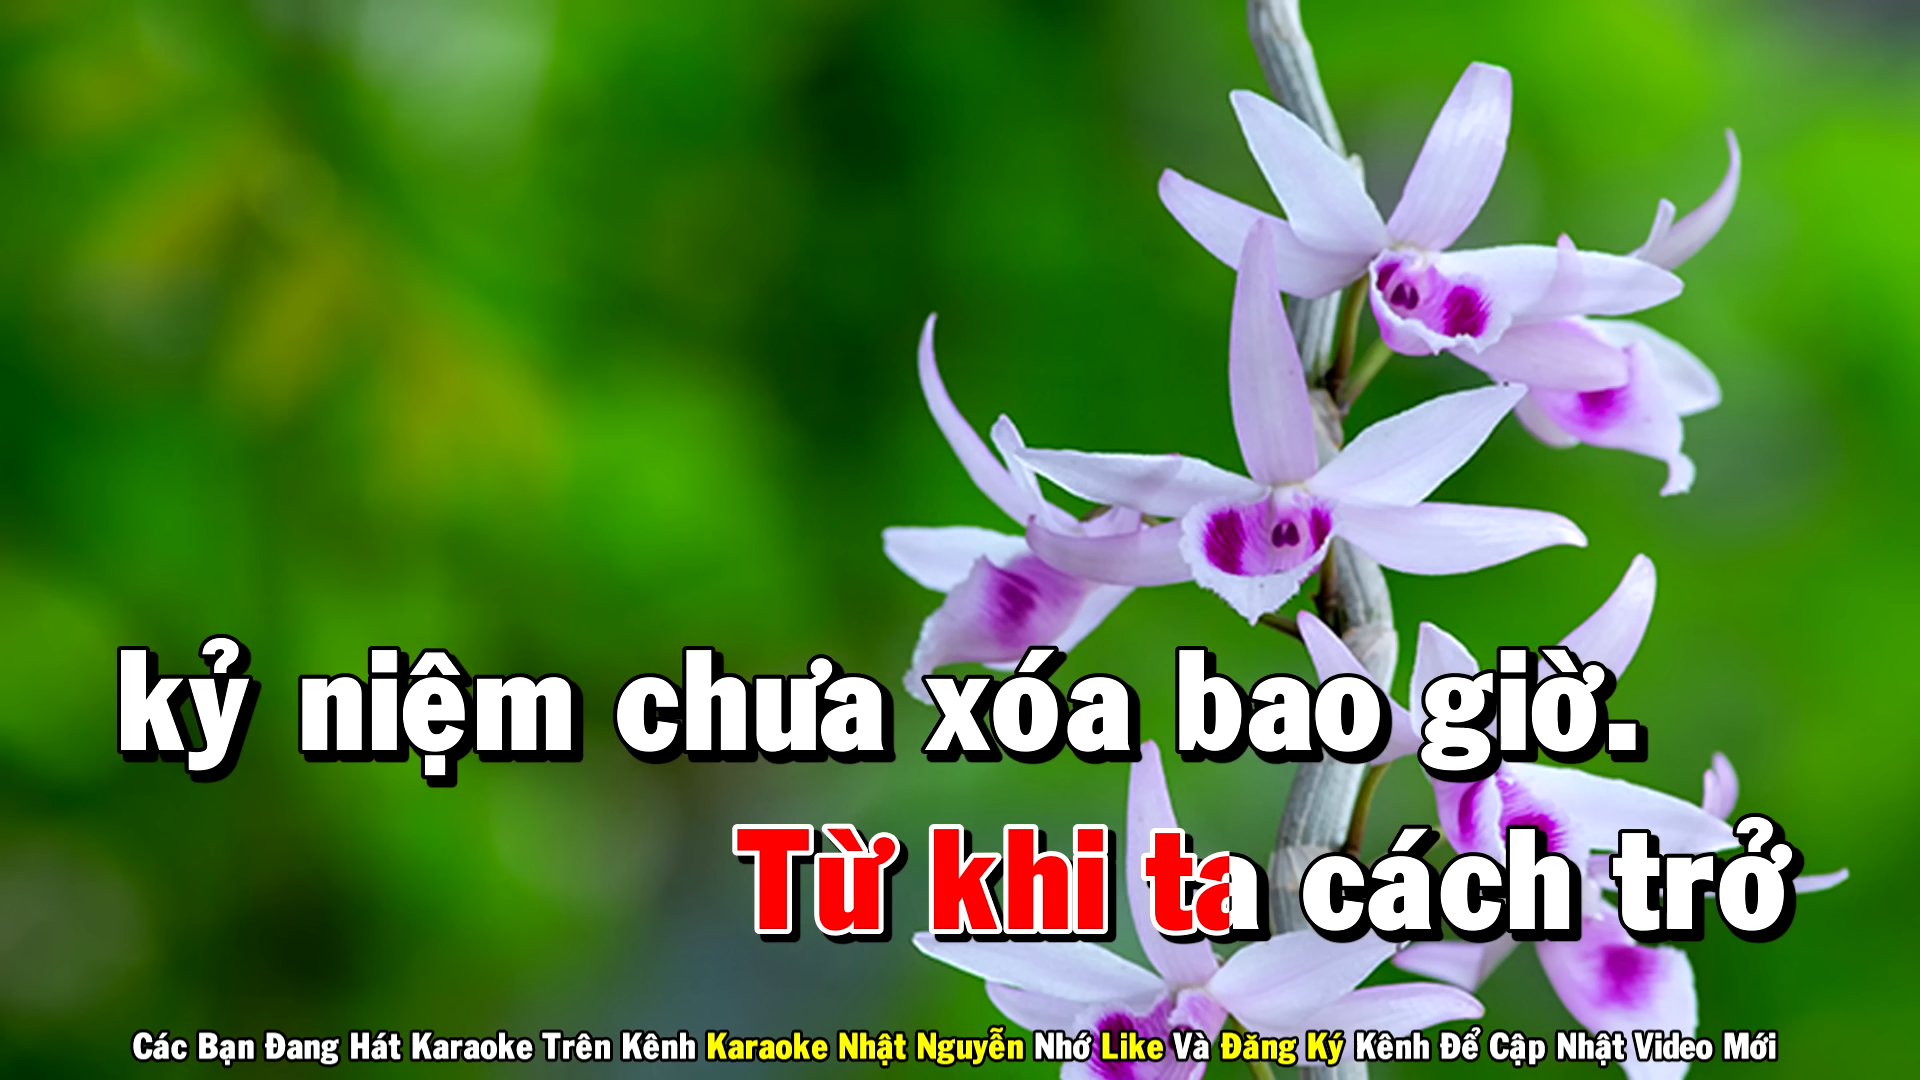 kỷ niệm chưa xóa bao giờ.
Từ khi ta cách trở
Các Bạn Đang Hát Karaoke Trên Kênh Karaoke Nhật Nguyễn Nhớ Like Và Đăng Ký Kênh Để Cập Nhật Video Mới